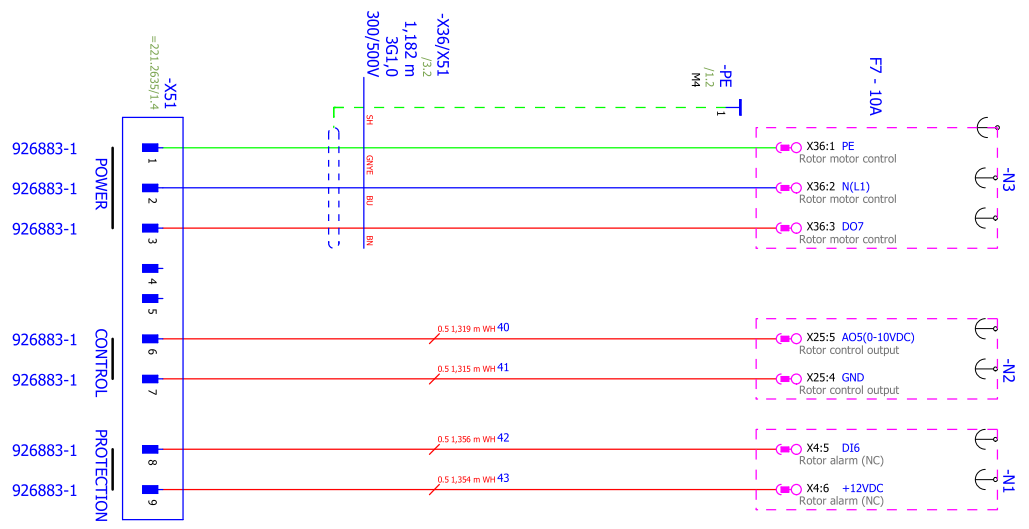 -X36/X51
/3.2
1,182 m
3G1,0
300/500V
-PE
/1.2
M4
1
F7 - 10A
-X51
=221.2635/1.4
SH
GNYE
BU
BN
926883-1
1
X36:1 PE
Rotor motor control
926883-1
2
X36:2 N(L1)
Rotor motor control
926883-1
3
X36:3 DO7
Rotor motor control
POWER
-N3
4
5
926883-1
6
0.5 1,319 m WH 40
X25:5 AO5(0-10VDC)
Rotor control output
926883-1
7
0.5 1,315 m WH 41
X25:4 GND
Rotor control output
CONTROL
-N2
926883-1
8
0.5 1,356 m WH 42
X4:5 DI6
Rotor alarm (NC)
926883-1
9
0.5 1,354 m WH 43
X4:6 +12VDC
Rotor alarm (NC)
PROTECTION
-N1